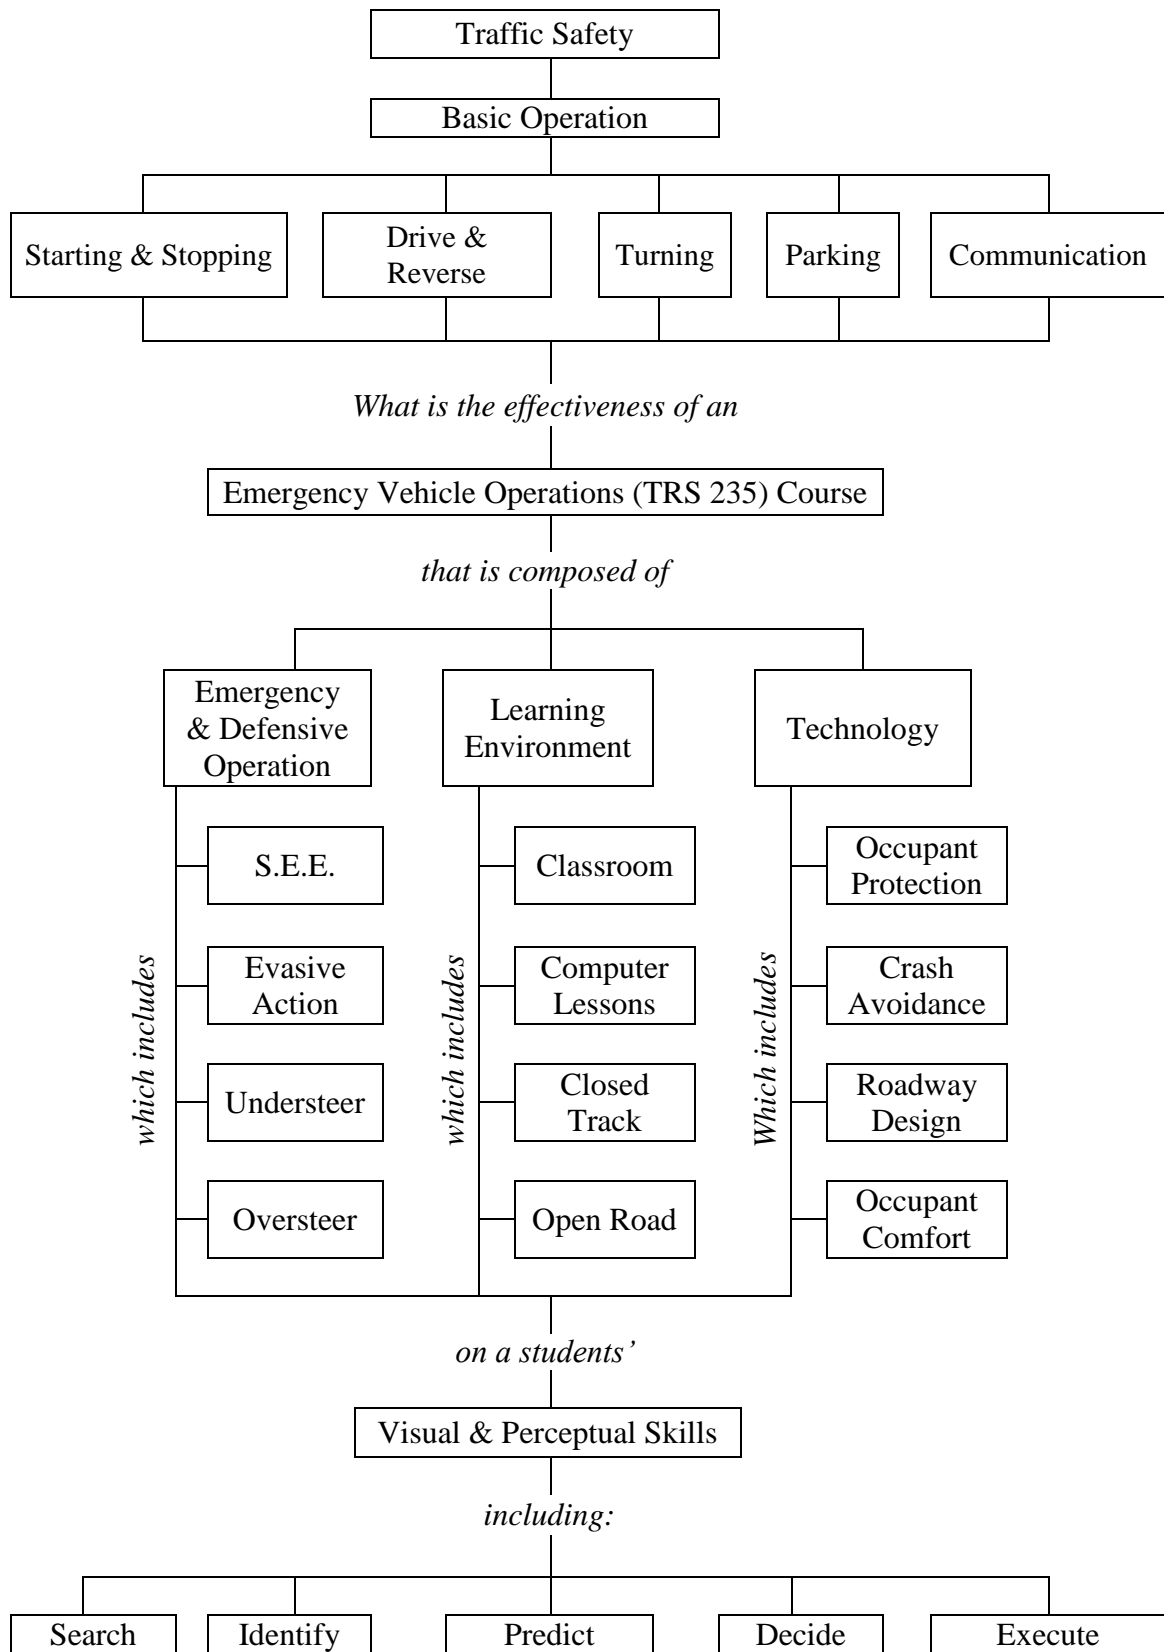 Traffic Safety
Basic Operation
Starting & Stopping
Drive &
Reverse
Turning
Parking
Communication
What is the effectiveness of an
Emergency Vehicle Operations (TRS 235) Course
that is composed of
Emergency
& Defensive
Operation
Learning
Environment
Technology
which includes
S.E.E.
Evasive
Action
Understeer
Oversteer
which includes
Classroom
Computer
Lessons
Closed
Track
Open Road
Which includes
Occupant
Protection
Crash
Avoidance
Roadway
Design
Occupant
Comfort
on a students’
Visual & Perceptual Skills
including:
Search
Identify
Predict
Decide
Execute